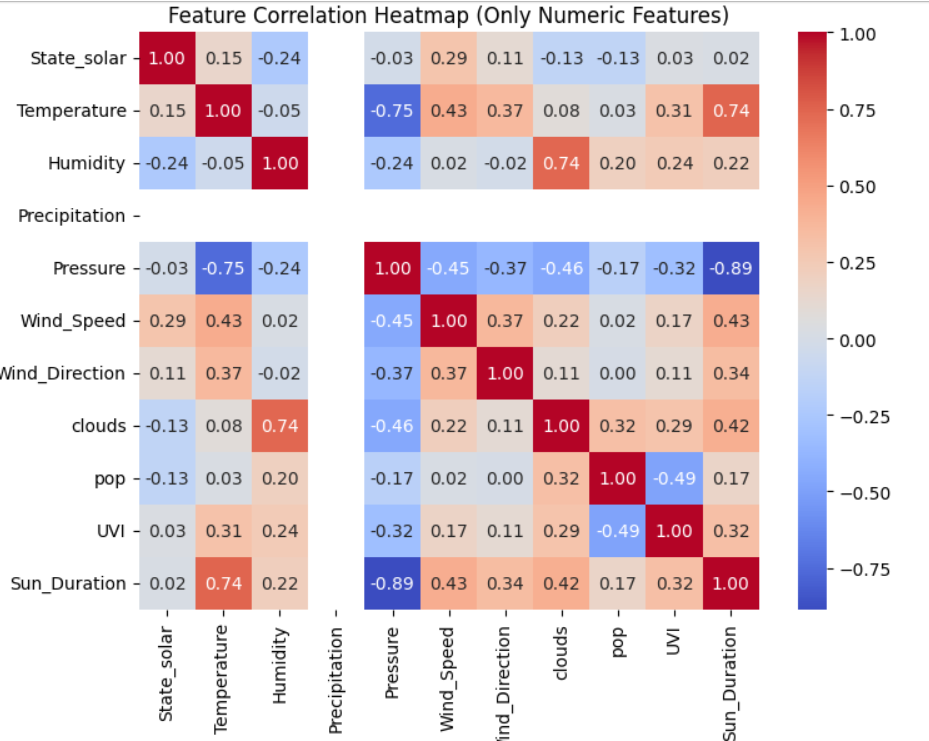 Feature Correlation Heatmap (Only Numeric Features)
State_solar 1.00 0.15 -0.24 -0.03 0.29 0.11 -0.13 -0.13 0.03 0.02
Temperature 0.15 1.00 -0.05 -0.75 0.43 0.37 0.08 0.03 0.31 0.74
Humidity -0.24 -0.05 1.00 -0.24 0.02 -0.02 0.74 0.20 0.24 0.22
Precipitation
Pressure -0.03 -0.75 -0.24 1.00 -0.45 -0.37 -0.46 -0.17 -0.32 -0.89
Wind_Speed 0.29 0.43 0.02 -0.45 1.00 0.37 0.22 0.02 0.17 0.43
Wind_Direction 0.11 0.37 -0.02 -0.37 0.37 1.00 0.11 0.00 0.11 0.34
clouds -0.13 0.08 0.74 -0.46 0.22 0.11 1.00 0.32 0.29 0.42
pop -0.13 0.03 0.20 -0.17 0.02 0.00 0.32 1.00 -0.49 0.17
UVI 0.03 0.31 0.24 -0.32 0.17 0.11 0.29 -0.49 1.00 0.32
Sun_Duration 0.02 0.74 0.22 -0.89 0.43 0.34 0.42 0.17 0.32 1.00
State_solar
Temperature
Humidity
Precipitation
Pressure
Wind_Speed
ind_Direction
clouds
pop
UVI
Sun_Duration
1.00
0.75
0.50
0.25
0.00
−0.25
−0.50
−0.75